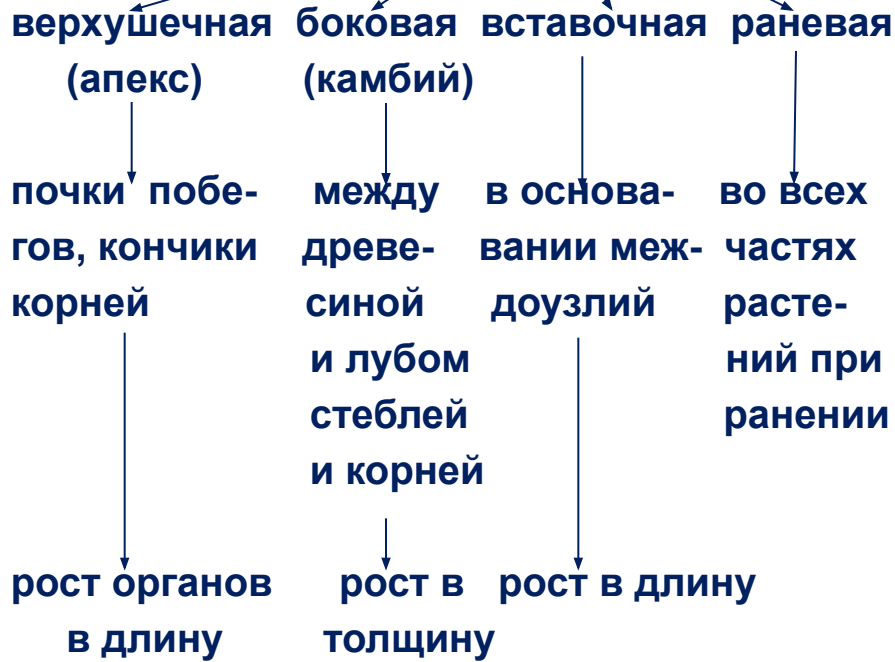 верхушечная боковая вставочная раневая
(апекс) (камбий)
почки побе- между в основа- во всех
гов, кончики древе- вании меж- частях
корней синой доузлий расте-
и лубом ний при
стеблей ранении
и корней
рост органов рост в рост в длину
в длину толщину